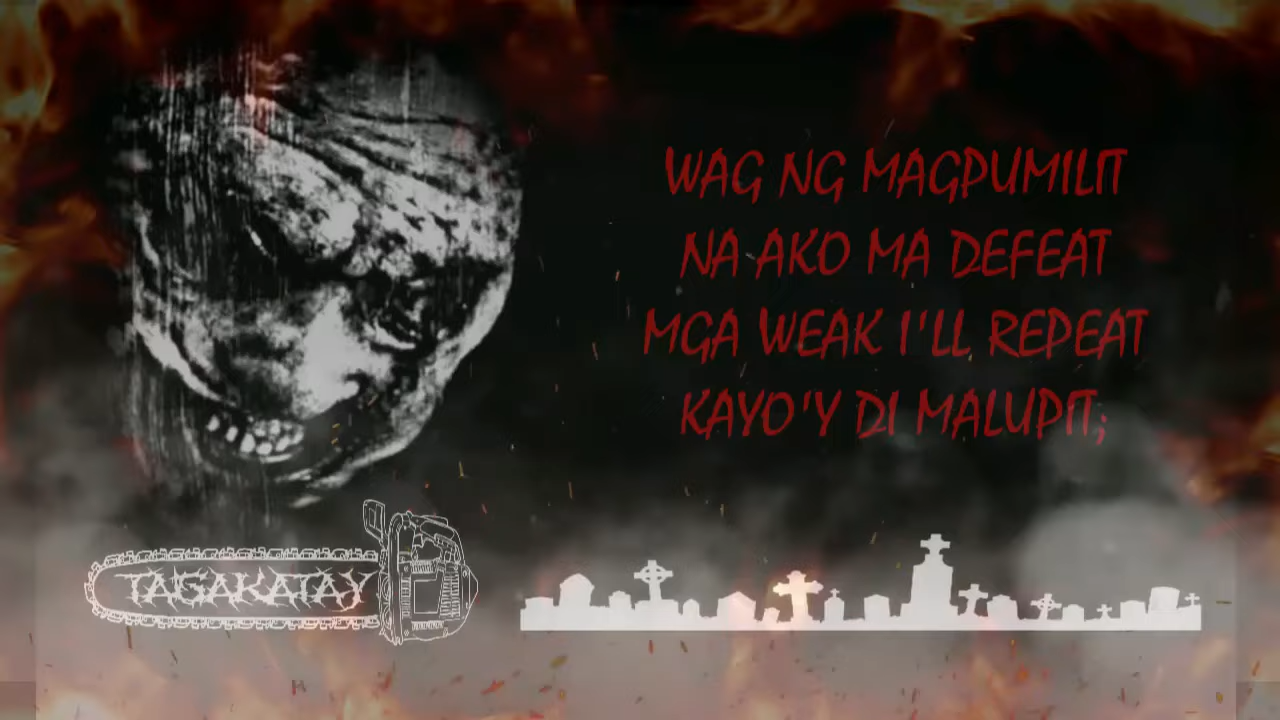 WAG NG MAGPUMILIT
NA AKO MA DEFEAT
MGA WEAK I'LL REPEAT
KAYO'Y DI MALUPIT;
TAGAKATAY